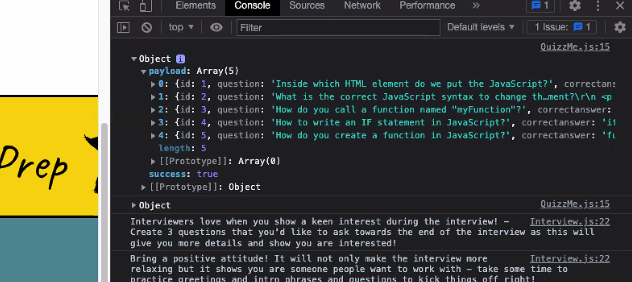 Elements Console Sources Network Performance » 1
top Filter Default levels 1 Issue: 1
QuizzMe.js:15
Object i
payload: Array(5)
0: {id: 1, question: 'Inside which HTML element do we put the JavaScript?', correctans
1: {id: 2, question: 'What is the correct JavaScript syntax to change th…ment?\r\n <p
2: {id: 3, question: 'How do you call a function named "myFunction"?', correctanswer:
3: {id: 4, question: 'How to write an IF statement in JavaScript?', correctanswer: 'if
4: {id: 5, question: 'How do you create a function in JavaScript?', correctanswer: 'fu
length: 5
[[Prototype]]: Array(0)
success: true
[[Prototype]]: Object
Object QuizzMe.js:15
Interviewers love when you show a keen interest during the interview! – Interview.js:22
Create 3 questions that you'd like to ask towards the end of the interview as this will
give you more details and show you are interested!
Bring a positive attitude! It will not only make the interview more Interview.js:22
relaxing but it shows you are someone people want to work with – take some time to
practice greetings and intro phrases and questions to kick things off right!
Prep